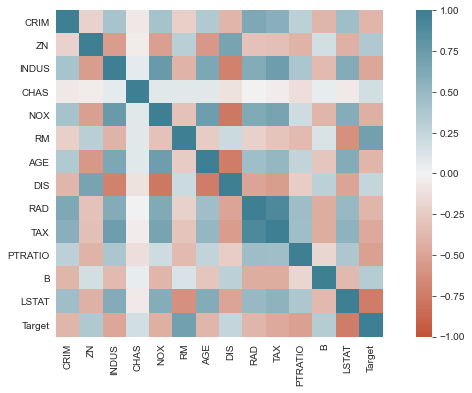 CRIM
ZN
INDUS
CHAS
NOX
RM
AGE
DIS
RAD
TAX
PTRATIO
B
LSTAT
Target
CRIM
ZN
INDUS
CHAS
NOX
RM
AGE
DIS
RAD
TAX
PTRATIO
B
LSTAT
Target
1.00
0.75
0.50
0.25
0.00
−0.25
−0.50
−0.75
−1.00